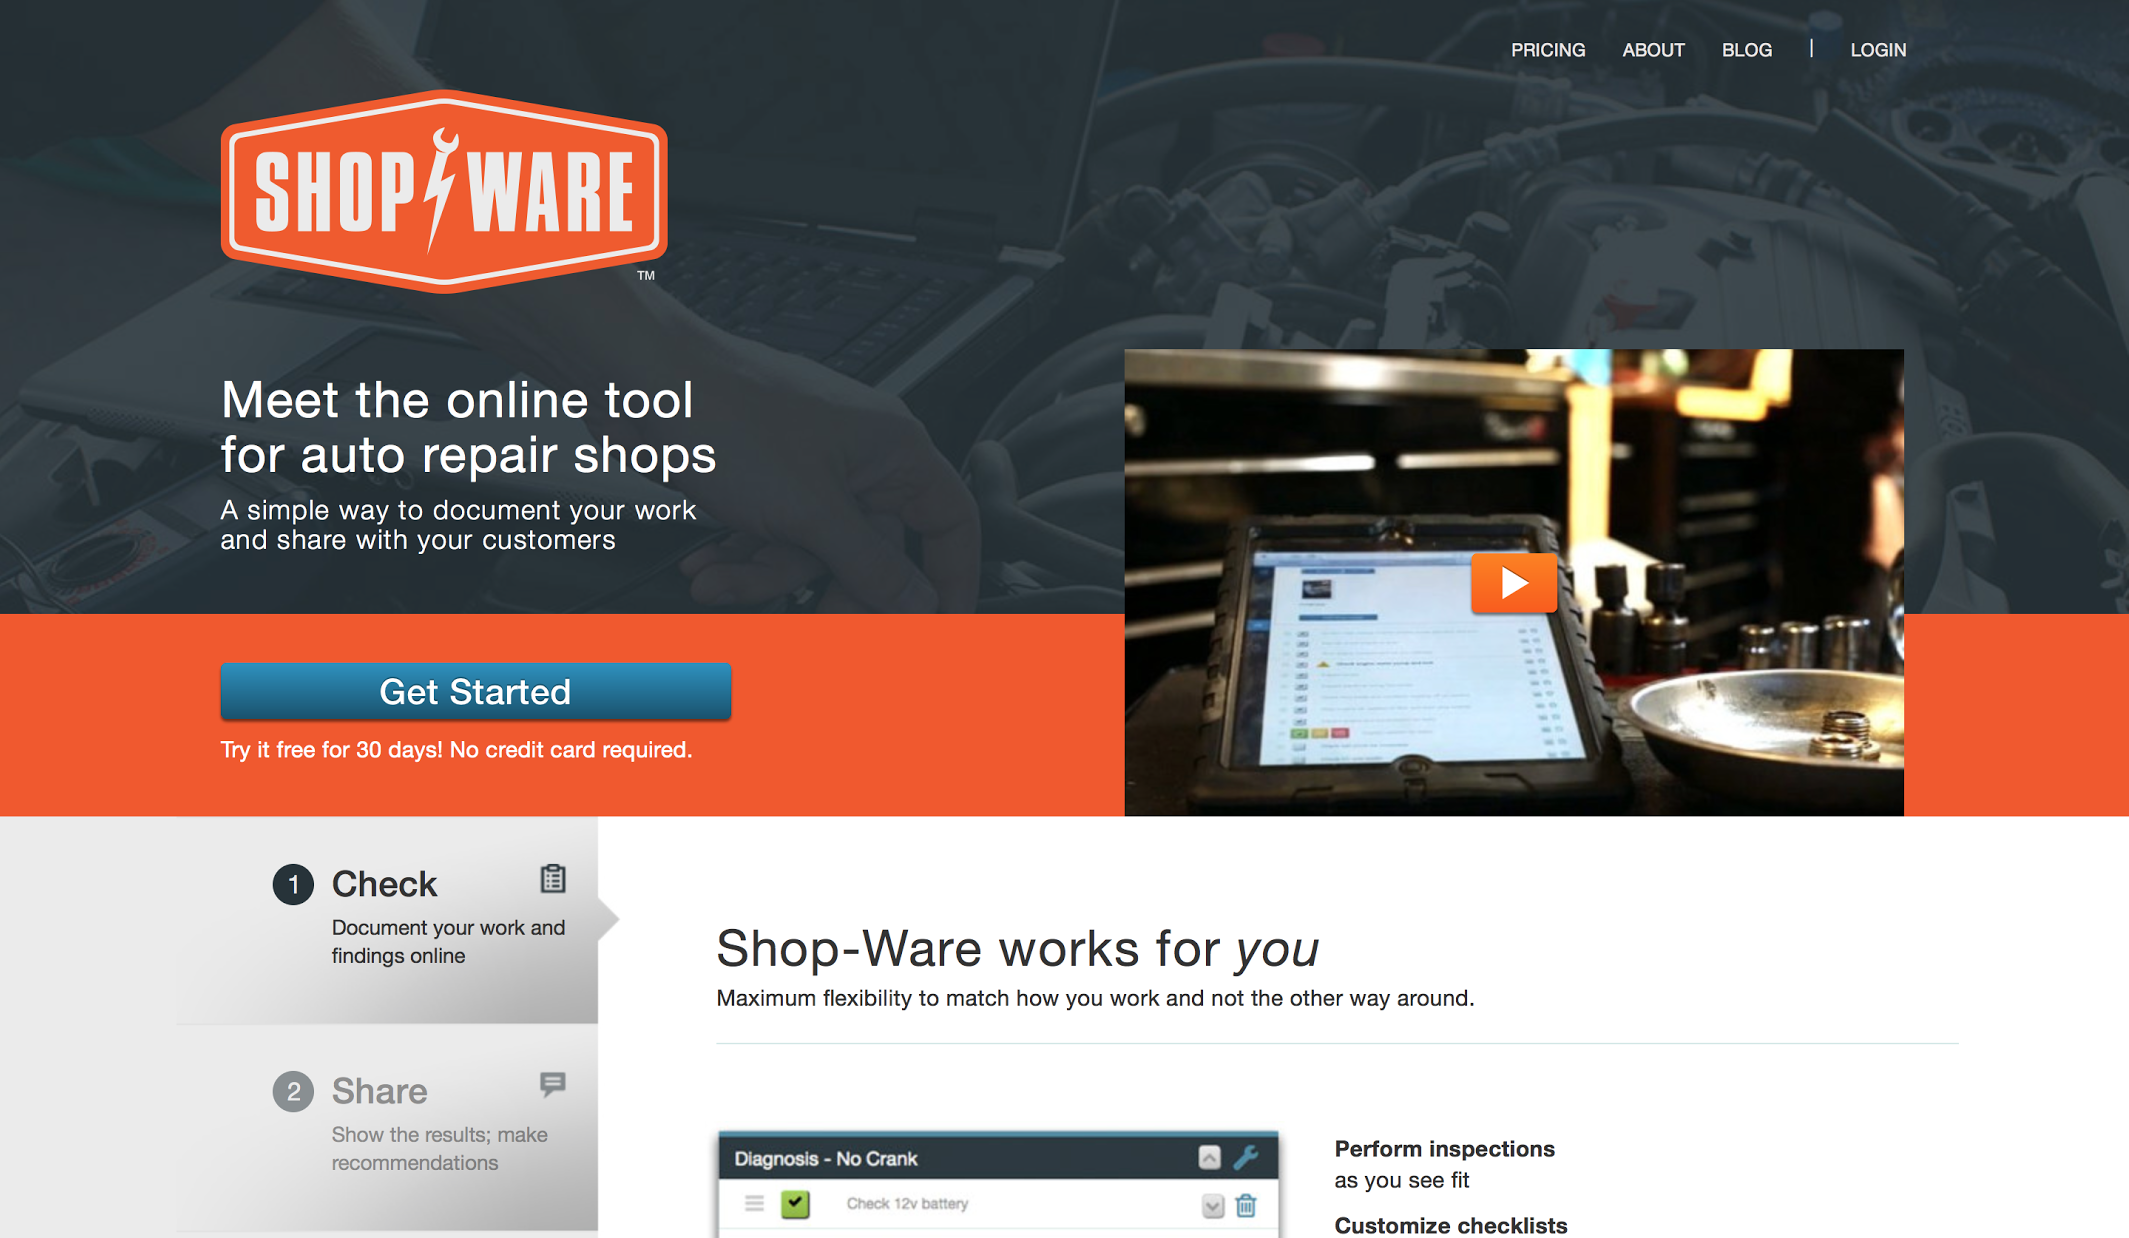 PRICING ABOUT BLOG | LOGIN
SHOP WARE
TM
Meet the online tool
for auto repair shops
A simple way to document your work
and share with your customers
Get Started
Try it free for 30 days! No credit card required.
1 Check
Document your work and
findings online
2 Share
Show the results; make
recommendations
Shop-Ware works for you
Maximum flexibility to match how you work and not the other way around.
Diagnosis - No Crank
Check 12v battery
Perform inspections
as you see fit
Customize checklists